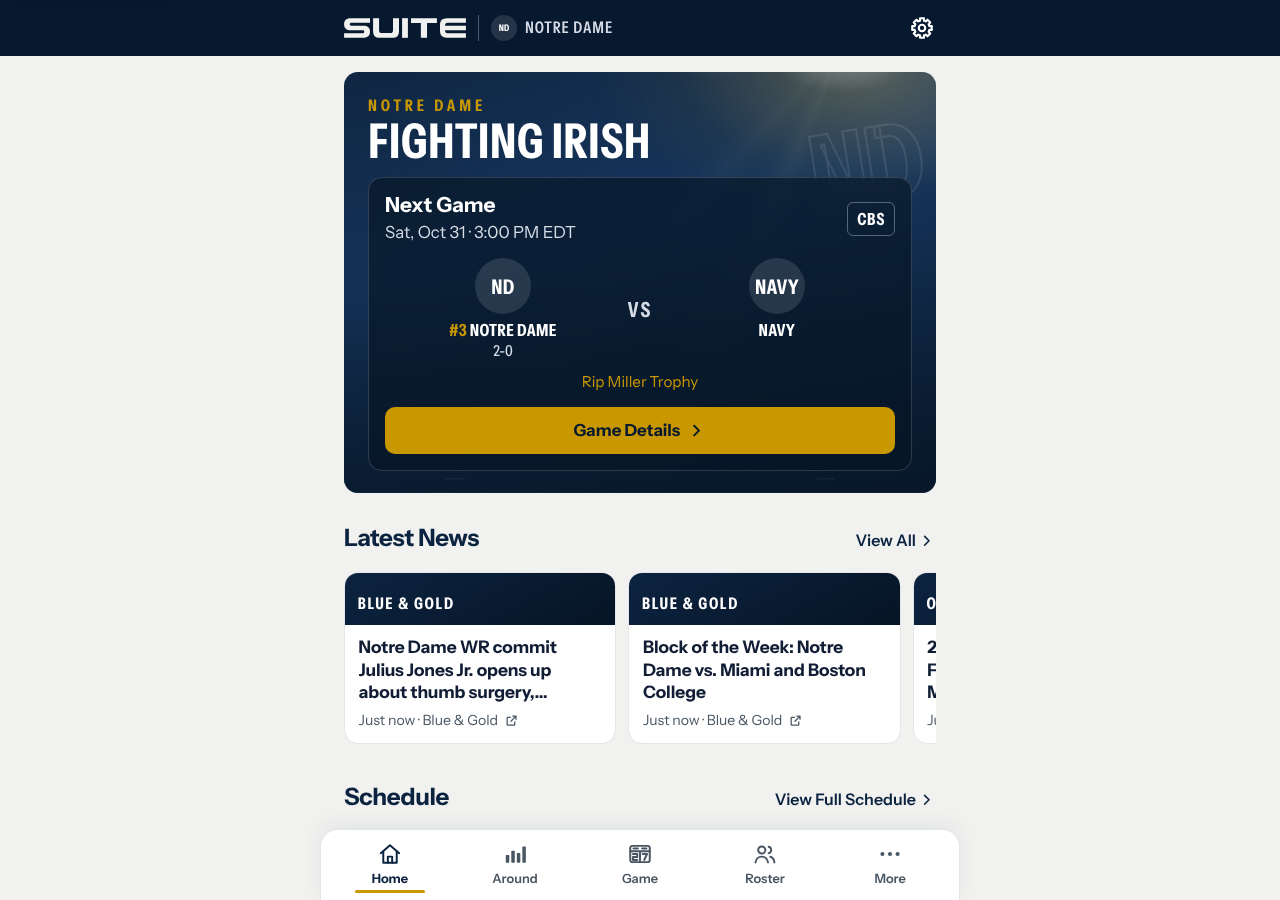 SUITE
ND NOTRE DAME
NOTRE DAME
FIGHTING IRISH
ND
Next Game
Sat, Oct 31 · 3:00 PM EDT
CBS
ND
VS
NAVY
#3 NOTRE DAME
NAVY
2-0
Rip Miller Trophy
Game Details
Latest News
View All
BLUE & GOLD
Notre Dame WR commit
Julius Jones Jr. opens up
about thumb surgery,...
Just now · Blue & Gold
BLUE & GOLD
Block of the Week: Notre
Dame vs. Miami and Boston
College
Just now · Blue & Gold
Schedule
View Full Schedule
Home
Around
Game
Roster
More